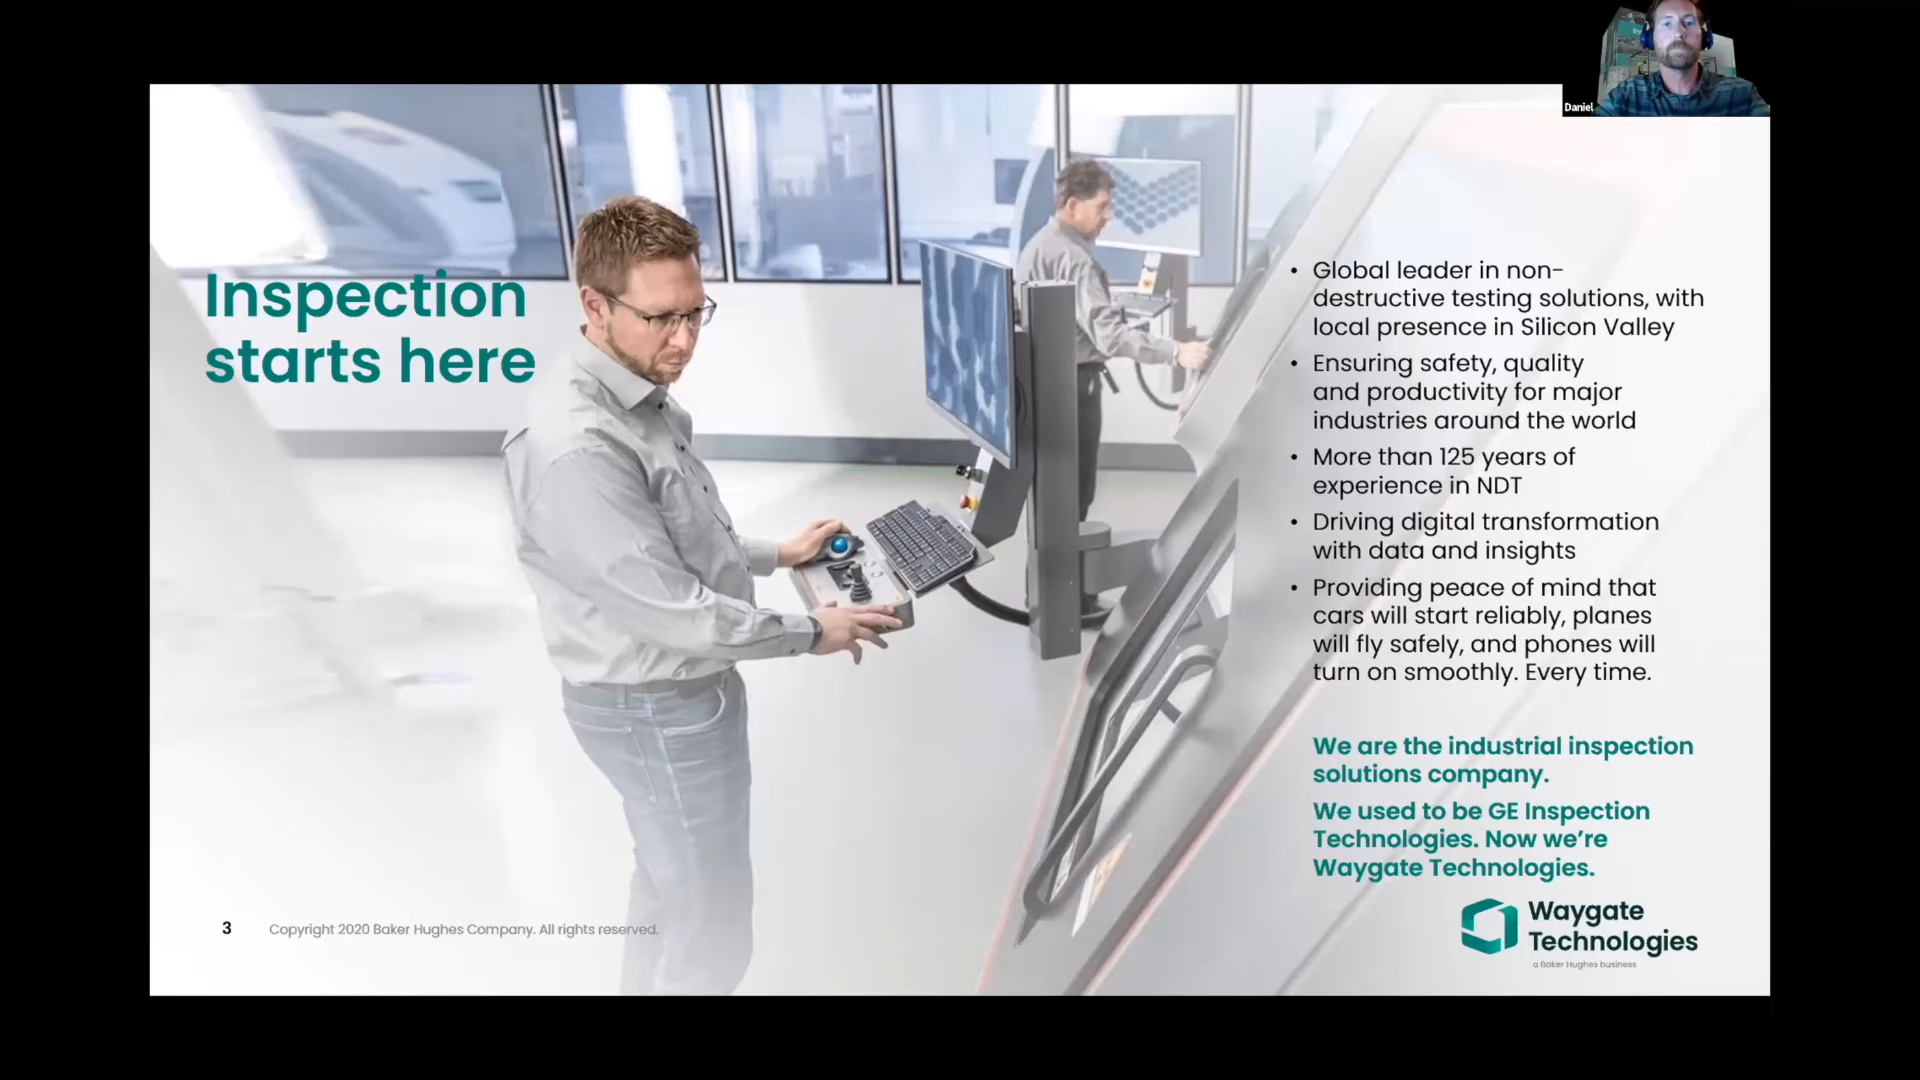 Daniel
Inspection
starts here
• Global leader in non-
destructive testing solutions, with
local presence in Silicon Valley
• Ensuring safety, quality
and productivity for major
industries around the world
• More than 125 years of
experience in NDT
• Driving digital transformation
with data and insights
• Providing peace of mind that
cars will start reliably, planes
will fly safely, and phones will
turn on smoothly. Every time.
We are the industrial inspection
solutions company.
We used to be GE Inspection
Technologies. Now we’re
Waygate Technologies.
Waygate
Technologies
a Baker Hughes business
3 Copyright 2020 Baker Hughes Company. All rights reserved.